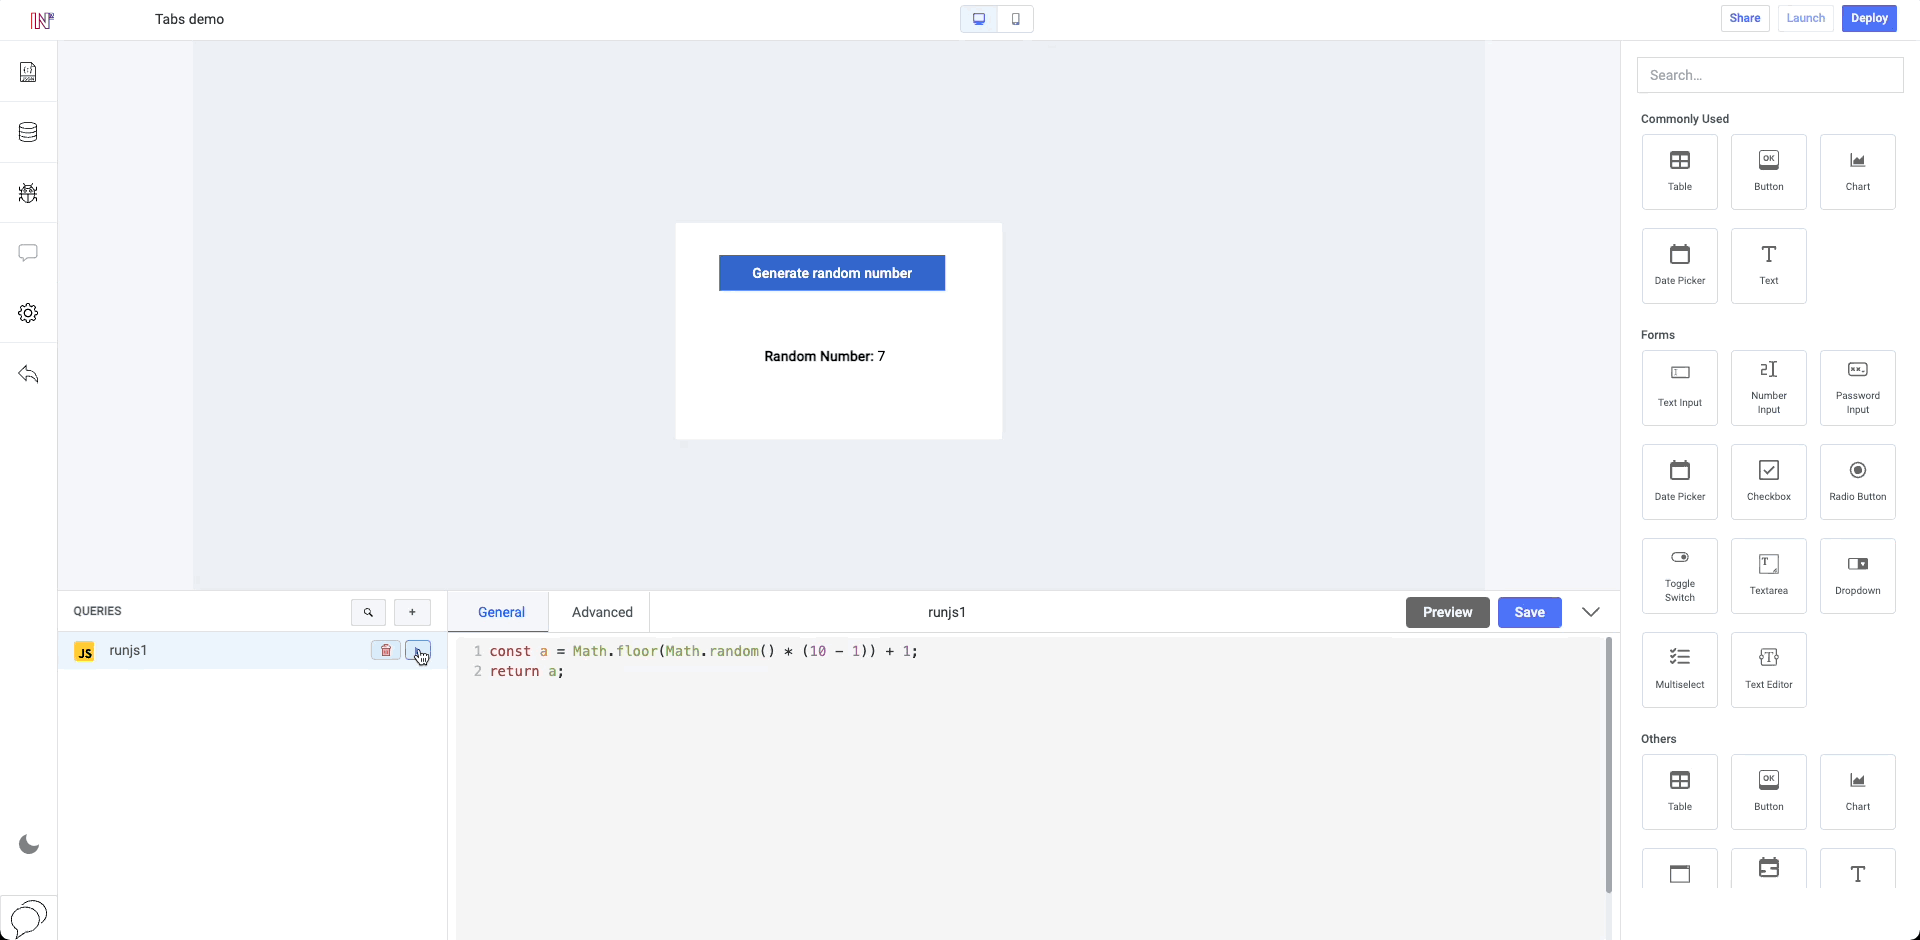 Tabs demo
Share
Launch
Deploy
Search...
Commonly Used
Table
OK
Button
Chart
Date Picker
Text
Generate random number
Random Number: 7
Forms
Text Input
Number
Input
Password
Input
Date Picker
Checkbox
Radio Button
Toggle
Switch
Textarea
Dropdown
Multiselect
Text Editor
Others
Table
OK
Button
Chart
QUERIES
+
General
Advanced
runjs1
Preview
Save
JS
runjs1
1 const a = Math.floor(Math.random() * (10 - 1)) + 1;
2 return a;